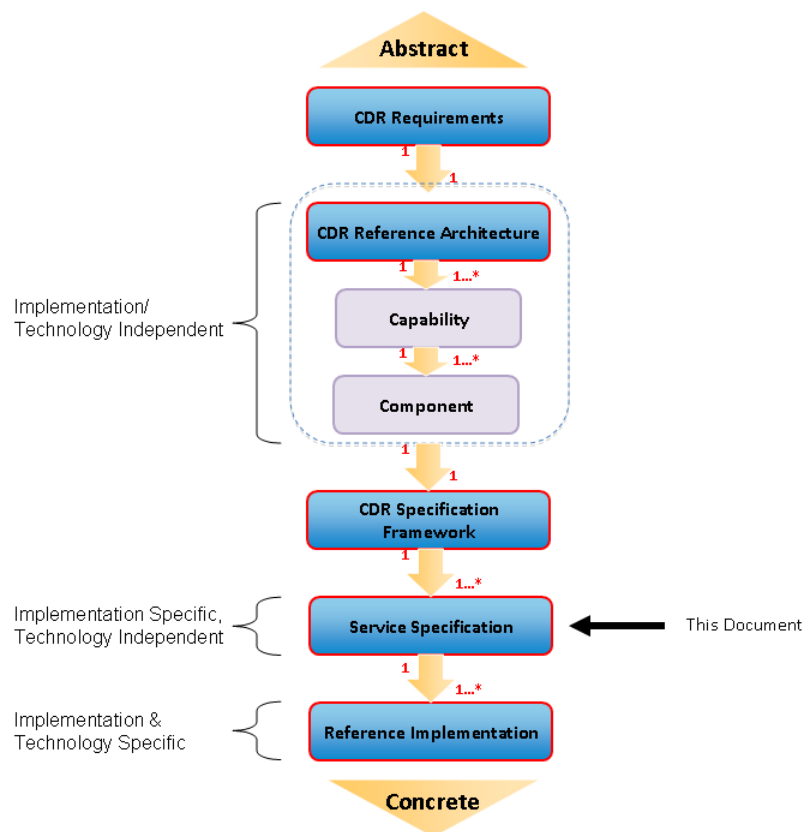 Abstract
CDR Requirements
1
1
CDR Reference Architecture
1
1...*
Implementation/
Technology Independent
Capability
1
1...*
Component
1
1
CDR Specification
Framework
1
1...*
Implementation Specific,
Technology Independent
Service Specification
This Document
1
1...*
Implementation &
Technology Specific
Reference Implementation
Concrete